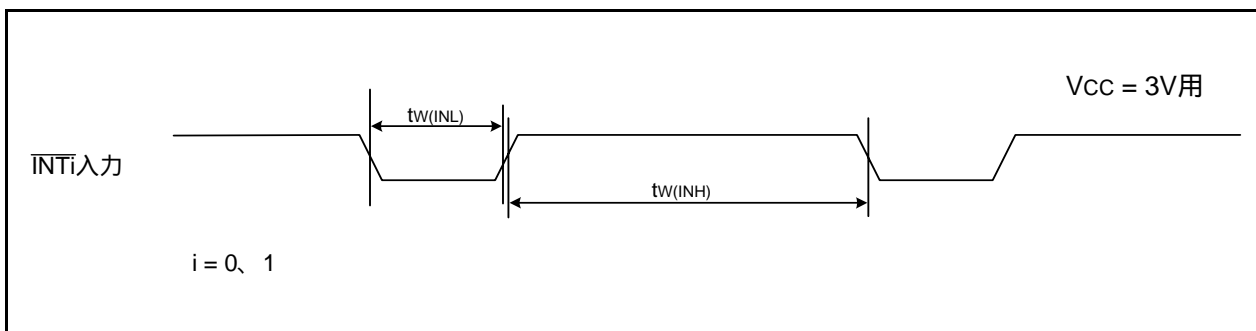 VCC = 3V用
tW(INL)
INTi入力
tW(INH)
i = 0、1